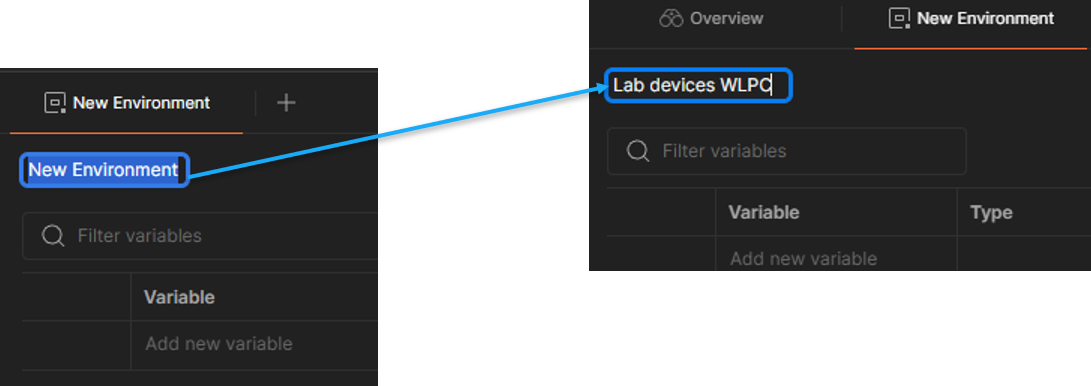 New Environment
New Environment
Filter variables
Variable
Add new variable
Overview
New Environment
Lab devices WLPC
Filter variables
Variable
Type
Add new variable